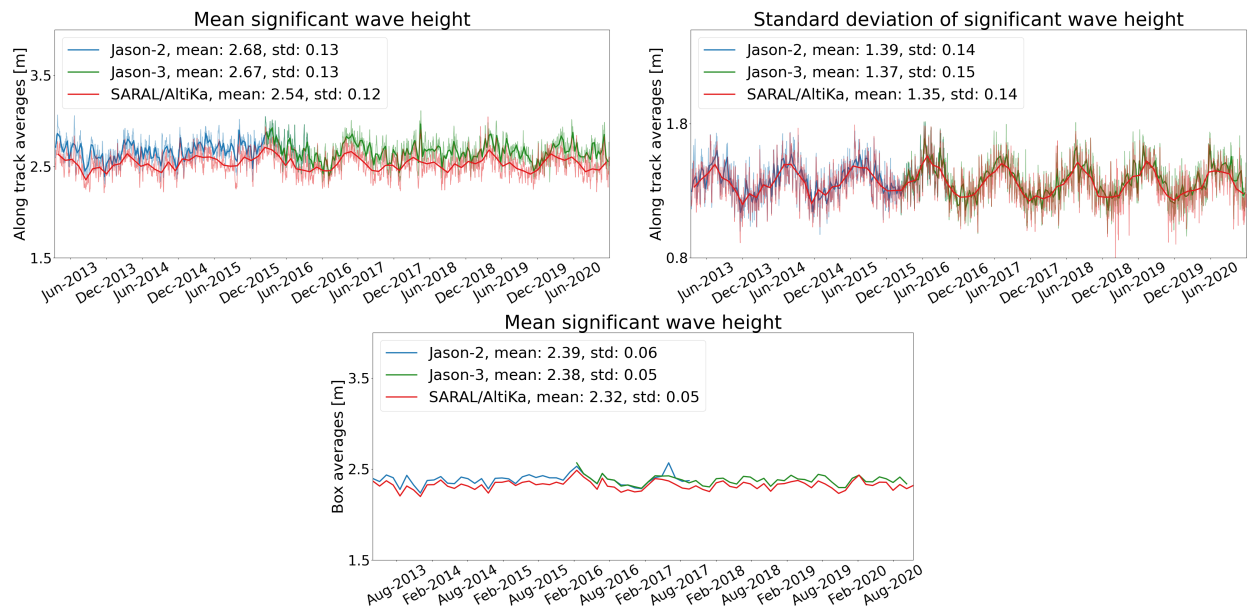 Mean significant wave height
Along track averages [m]
3.5
2.5
1.5
Jason-2, mean: 2.68, std: 0.13
Jason-3, mean: 2.67, std: 0.13
SARAL/AltiKa, mean: 2.54, std: 0.12
Jun-2013
Dec-2013
Jun-2014
Dec-2014
Jun-2015
Dec-2015
Jun-2016
Dec-2016
Jun-2017
Dec-2017
Jun-2018
Dec-2018
Jun-2019
Dec-2019
Jun-2020
Standard deviation of significant wave height
Along track averages [m]
1.8
0.8
Jason-2, mean: 1.39, std: 0.14
Jason-3, mean: 1.37, std: 0.15
SARAL/AltiKa, mean: 1.35, std: 0.14
Jun-2013
Dec-2013
Jun-2014
Dec-2014
Jun-2015
Dec-2015
Jun-2016
Dec-2016
Jun-2017
Dec-2017
Jun-2018
Dec-2018
Jun-2019
Dec-2019
Jun-2020
Mean significant wave height
Box averages [m]
3.5
2.5
1.5
Jason-2, mean: 2.39, std: 0.06
Jason-3, mean: 2.38, std: 0.05
SARAL/AltiKa, mean: 2.32, std: 0.05
Aug-2013
Feb-2014
Aug-2014
Feb-2015
Aug-2015
Feb-2016
Aug-2016
Feb-2017
Aug-2017
Feb-2018
Aug-2018
Feb-2019
Aug-2019
Feb-2020
Aug-2020